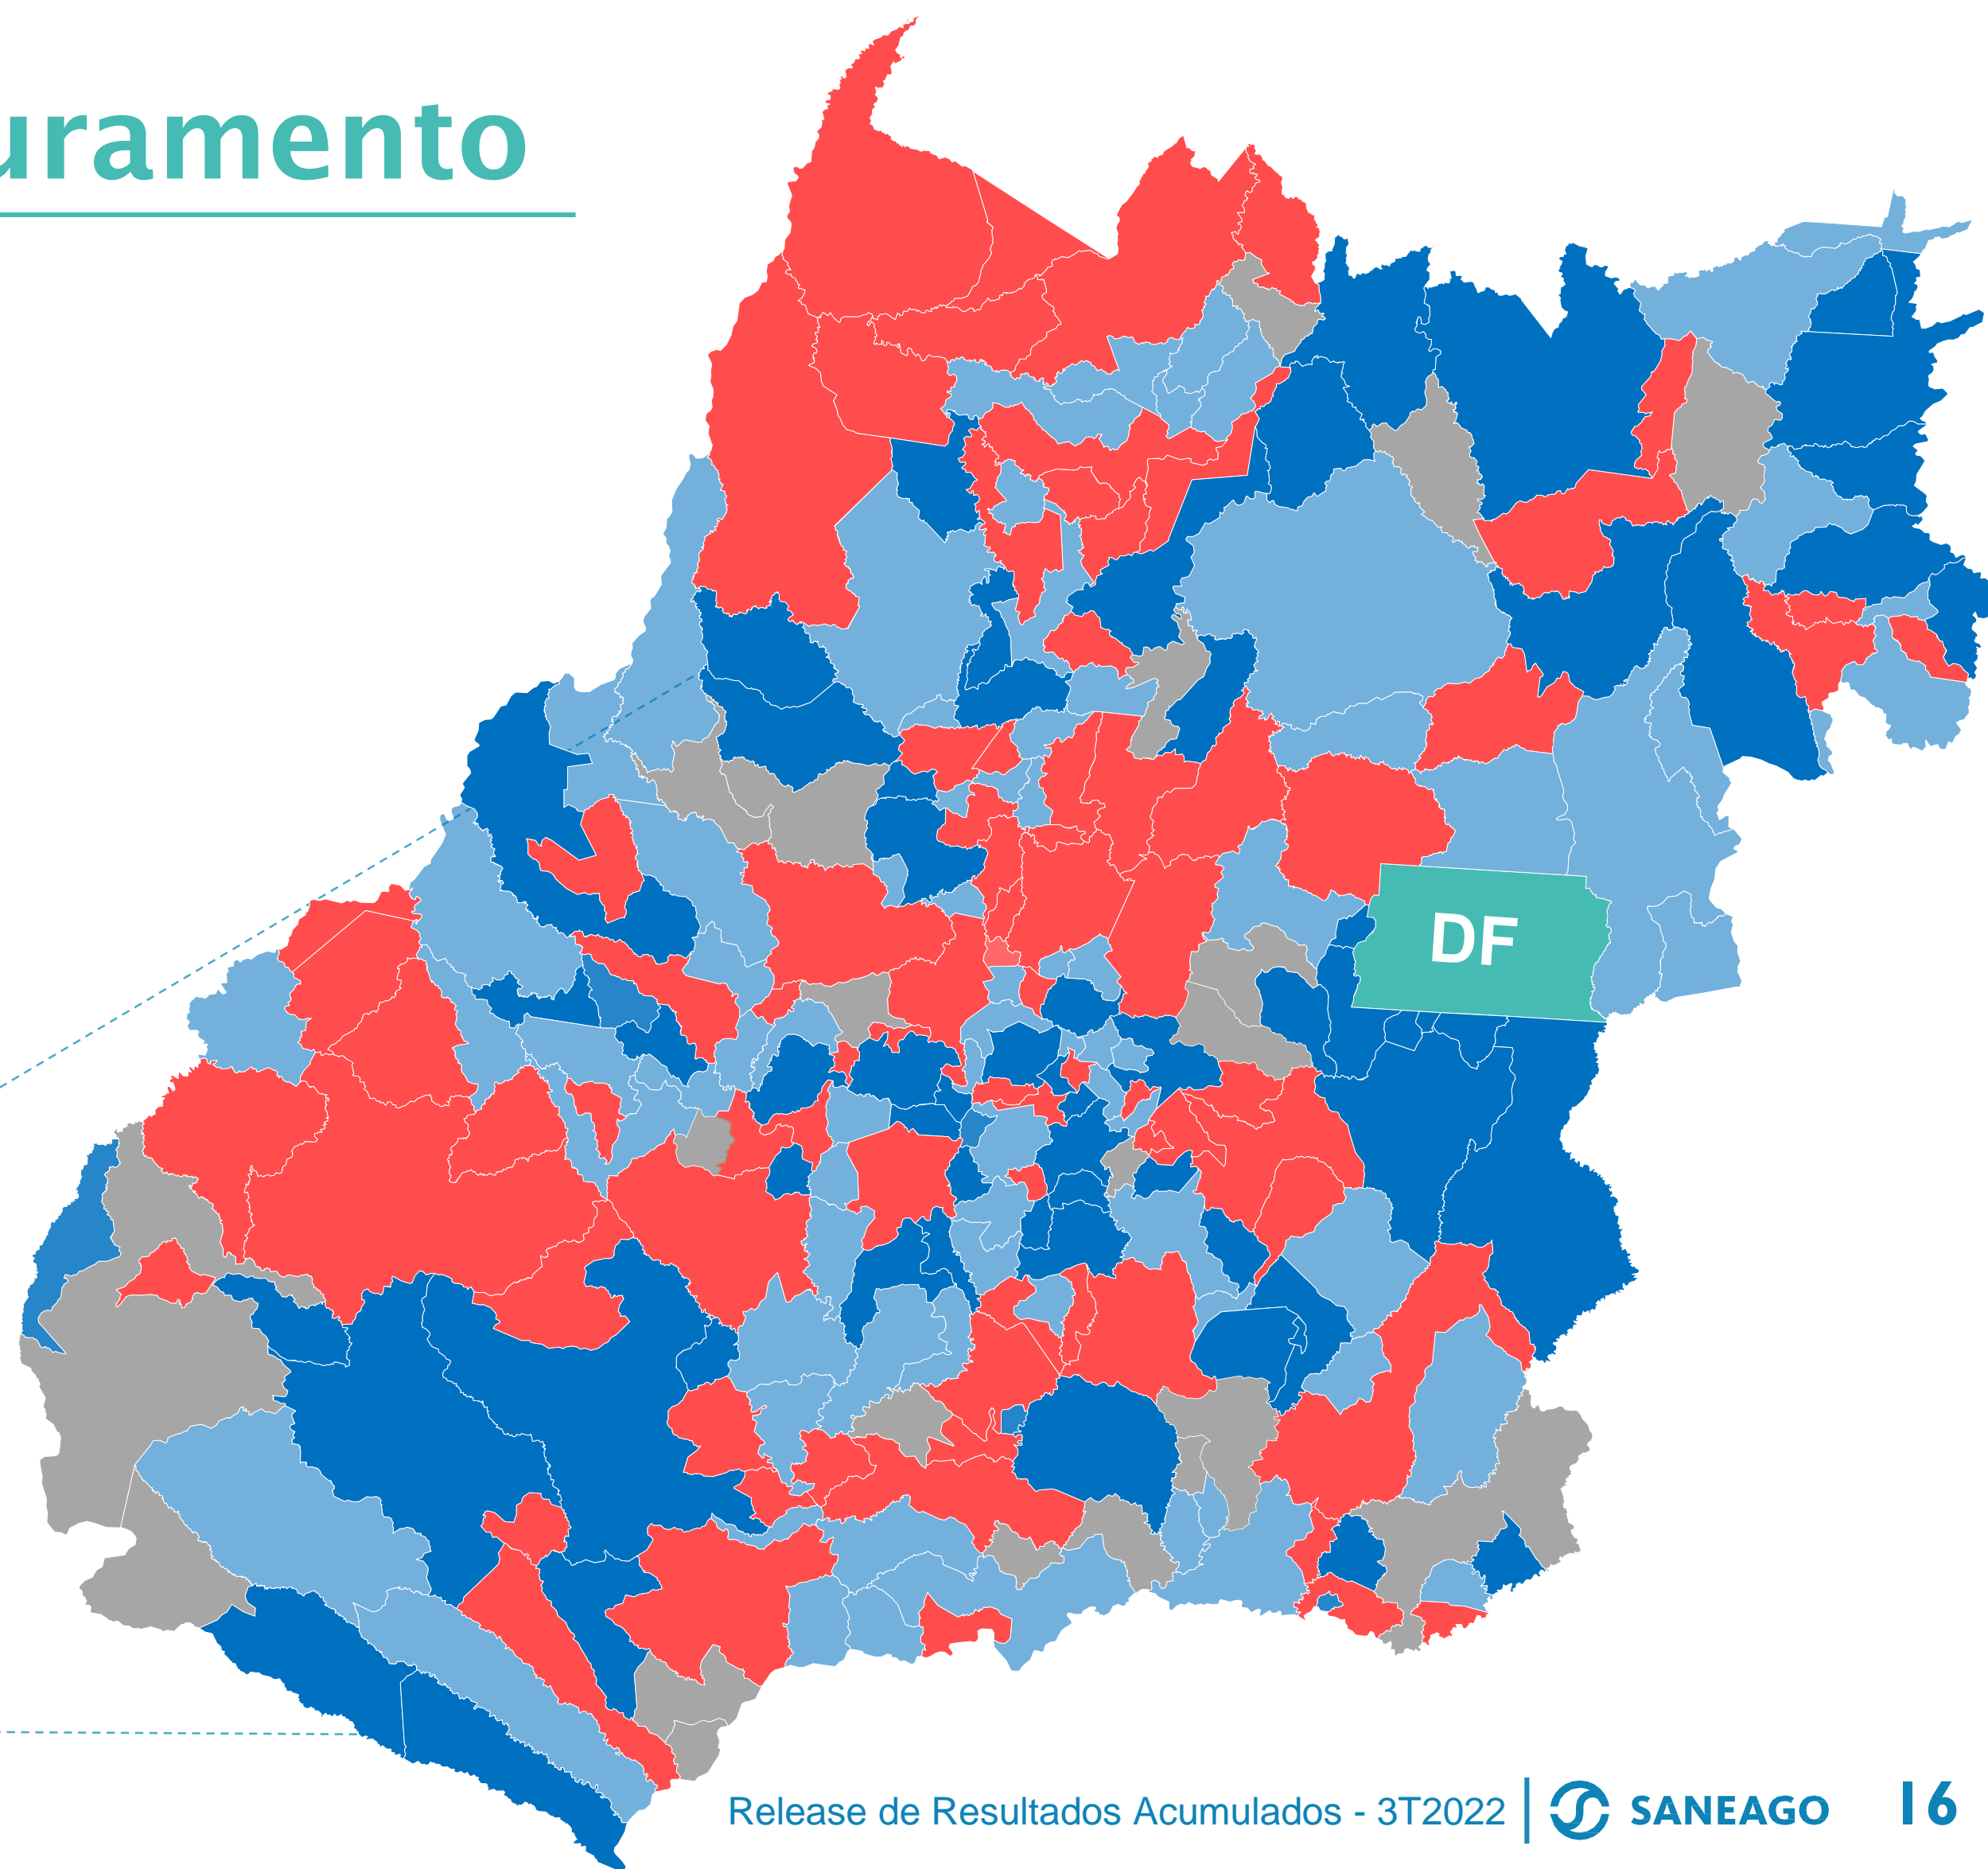 uramento
DF
Release de Resultados Acumulados - 3T2022
SANEAGO
16